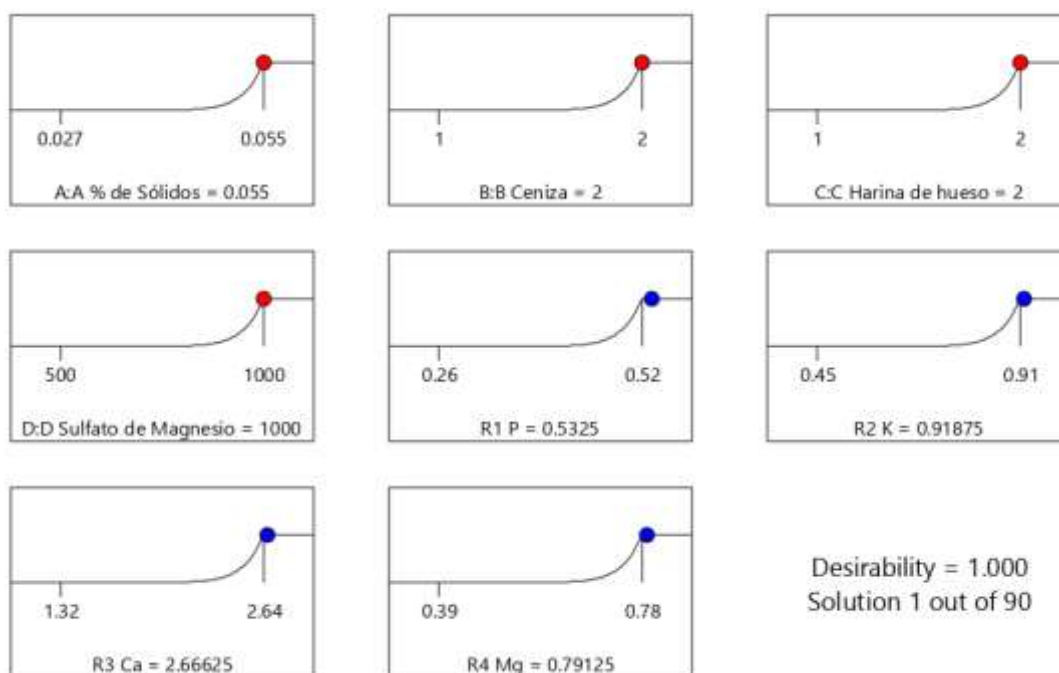 0.027 0.055
A:A % de Sólidos = 0.055
1 2
B:B Ceniza = 2
1 2
C:C Harina de hueso = 2
500 1000
D:D Sulfato de Magnesio = 1000
0.26 0.52
R1 P = 0.5325
0.45 0.91
R2 K = 0.91875
1.32 2.64
R3 Ca = 2.66625
0.39 0.78
R4 Mg = 0.79125
Desirability = 1.000
Solution 1 out of 90